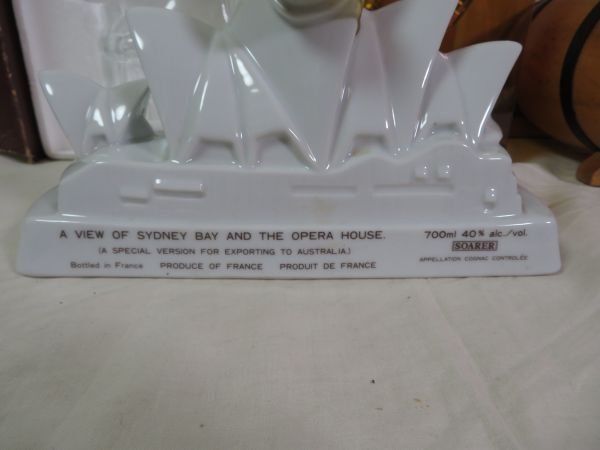 A VIEW OF SYDNEY BAY AND THE OPERA HOUSE.
(A SPECIAL VERSION FOR EXPORTING TO AUSTRALIA.)
Bottled in France PRODUCE OF FRANCE PRODUIT DE FRANCE
700ml 40% alc./vol.
SOARER
APPELLATION COGNAC CONTROLÉE